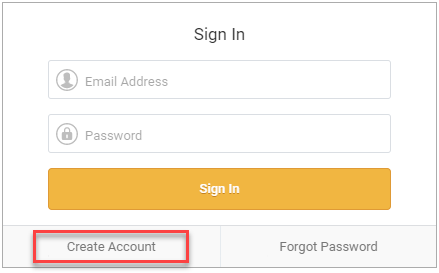 Sign In
Email Address
Password
Sign In
Create Account
Forgot Password